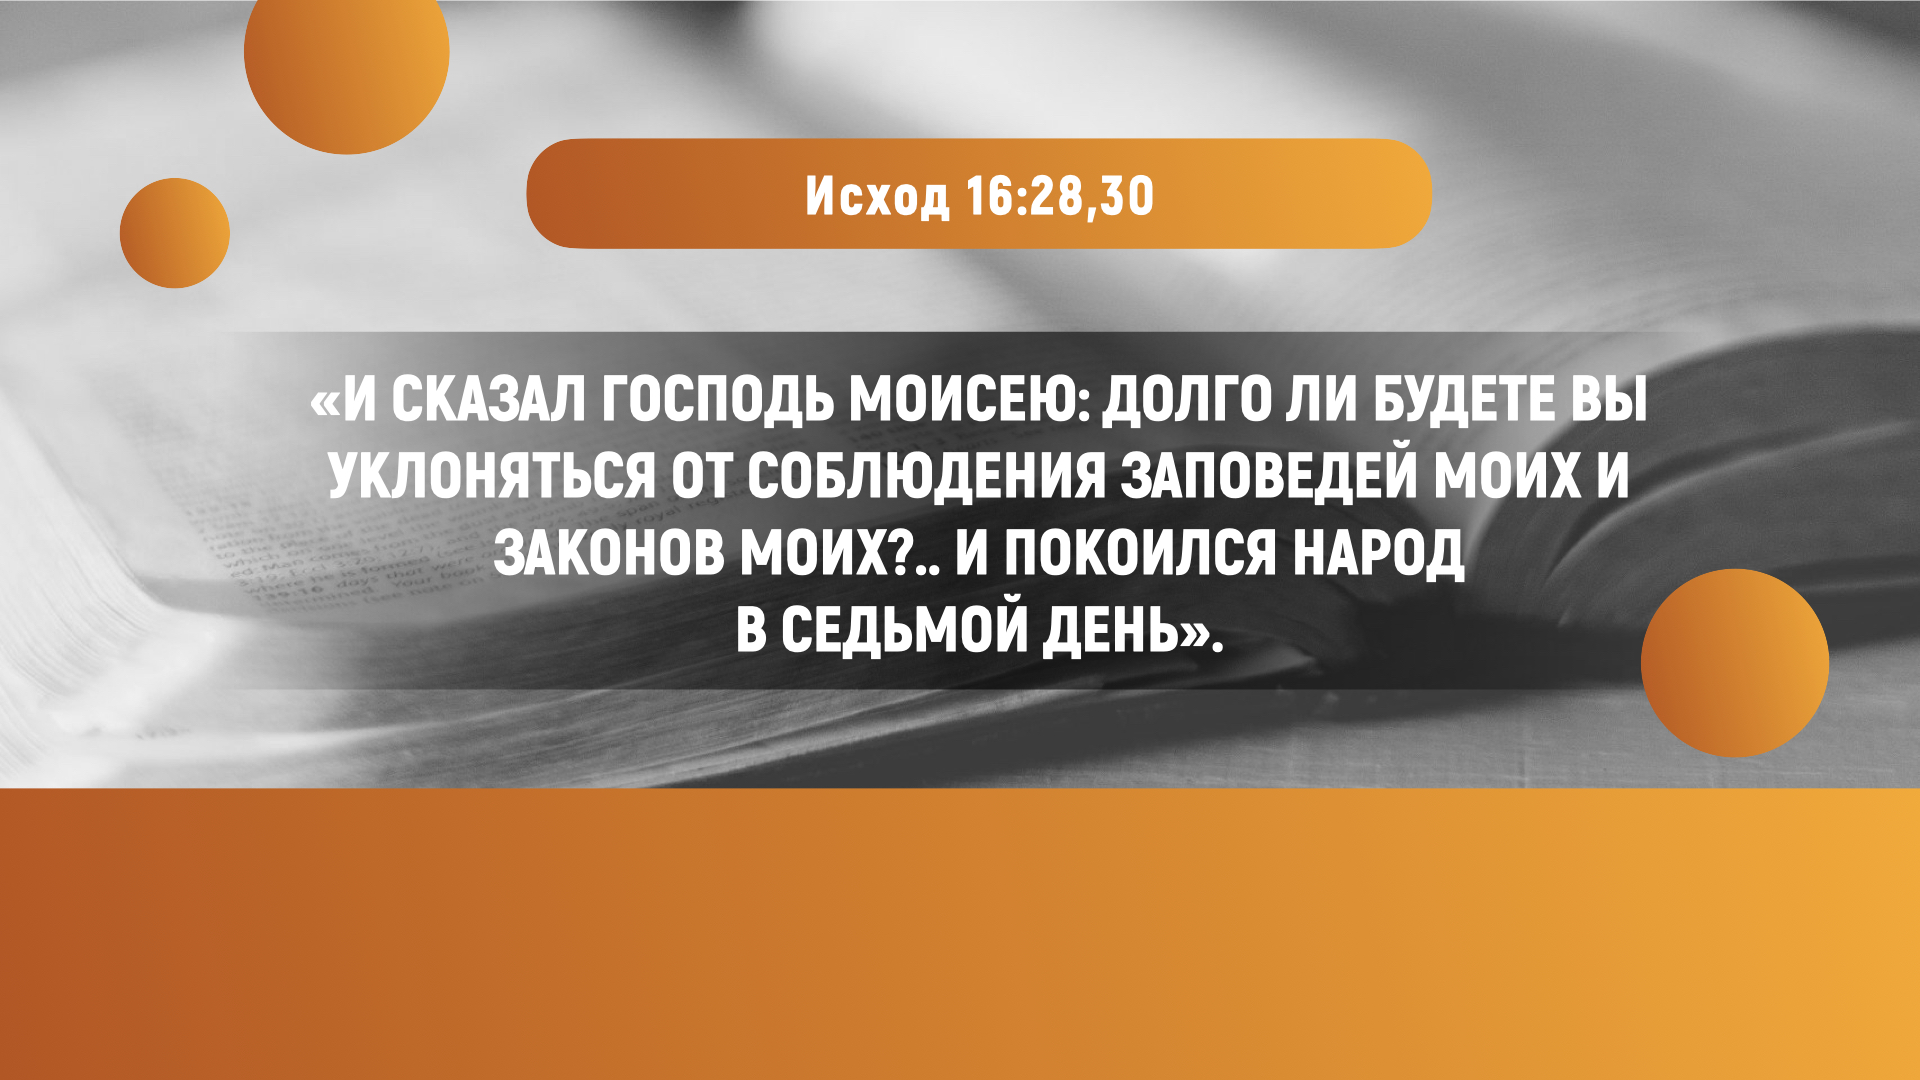 Исход 16:28,30
«И СКАЗАЛ ГОСПОДЬ МОИСЕЮ: ДОЛГО ЛИ БУДЕТЕ ВЫ
УКЛОНЯТЬСЯ ОТ СОБЛЮДЕНИЯ ЗАПОВЕДЕЙ МОИХ И
ЗАКОНОВ МОИХ?.. И ПОКОИЛСЯ НАРОД
В СЕДЬМОЙ ДЕНЬ».